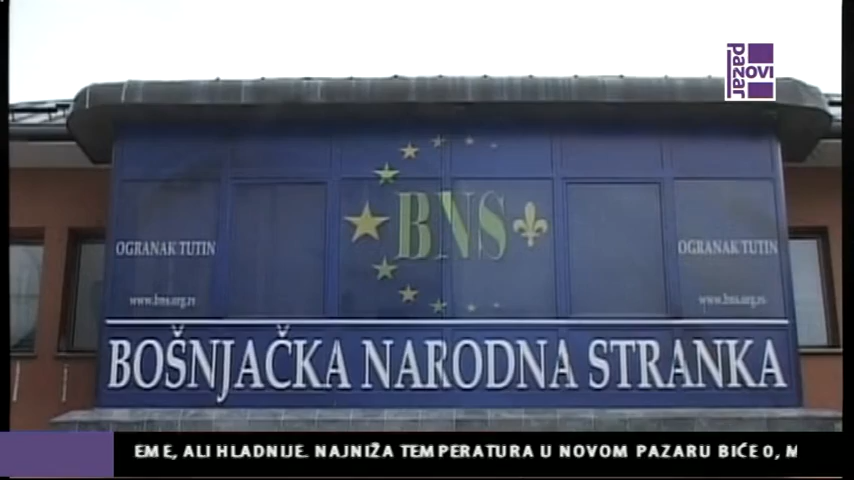 pazar
OVI
BNS
OGRANAK TUTIN
OGRANAK TUTIN
www.bns.org.rs
www.bns.org.rs
BOŠNJAČKA NARODNA STRANKA
EME, ALI HLADNIJE. NAJNIŽA TEMPERATURA U NOVOM PAZARU BIĆE 0, M